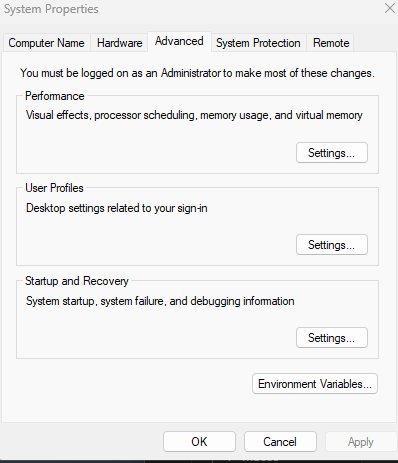 System Properties
Computer Name Hardware Advanced System Protection Remote
You must be logged on as an Administrator to make most of these changes.
Performance
Visual effects, processor scheduling, memory usage, and virtual memory
Settings...
User Profiles
Desktop settings related to your sign-in
Settings...
Startup and Recovery
System startup, system failure, and debugging information
Settings...
Environment Variables...
OK Cancel Apply